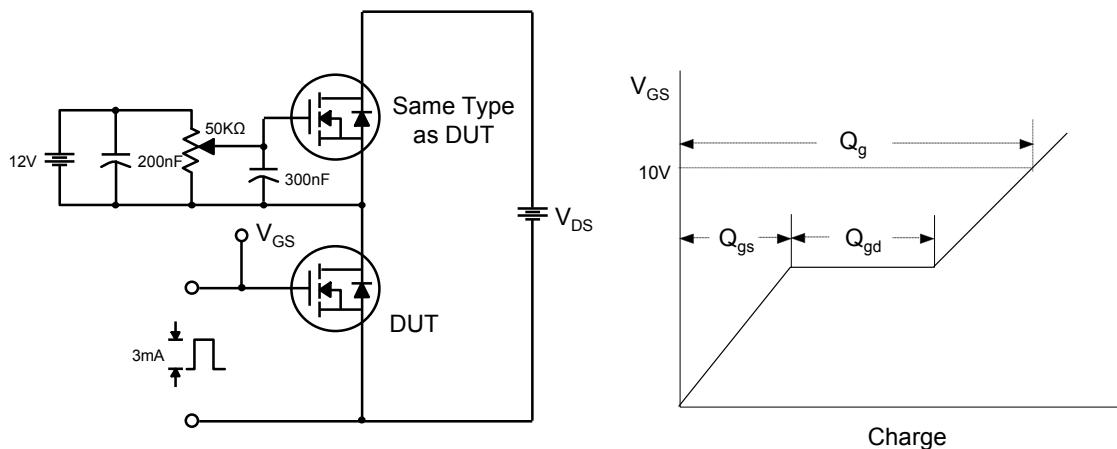 Same Type
as DUT
50KΩ
12V
200nF
300nF
V_GS
V_DS
DUT
3mA
V_GS
Q_g
10V
Q_gs
Q_gd
Charge